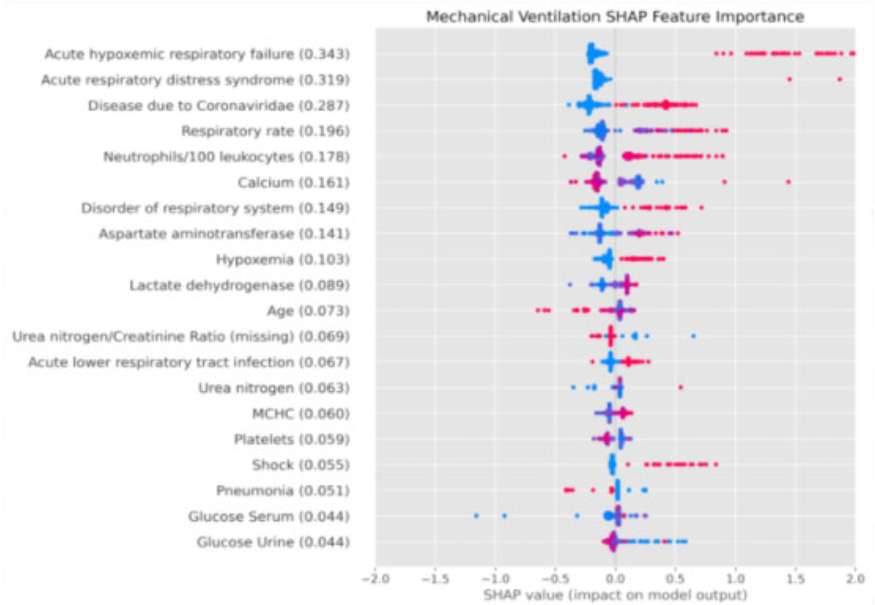 Mechanical Ventilation SHAP Feature Importance
Acute hypoxemic respiratory failure (0.343)
Acute respiratory distress syndrome (0.319)
Disease due to Coronaviridae (0.287)
Respiratory rate (0.196)
Neutrophils/100 leukocytes (0.178)
Calcium (0.161)
Disorder of respiratory system (0.149)
Aspartate aminotransferase (0.141)
Hypoxemia (0.103)
Lactate dehydrogenase (0.089)
Age (0.073)
Urea nitrogen/Creatinine Ratio (missing) (0.069)
Acute lower respiratory tract infection (0.067)
Urea nitrogen (0.063)
MCHC (0.060)
Platelets (0.059)
Shock (0.055)
Pneumonia (0.051)
Glucose Serum (0.044)
Glucose Urine (0.044)
−2.0 −1.5 −1.0 −0.5 0.0 0.5 1.0 1.5 2.0
SHAP value (impact on model output)